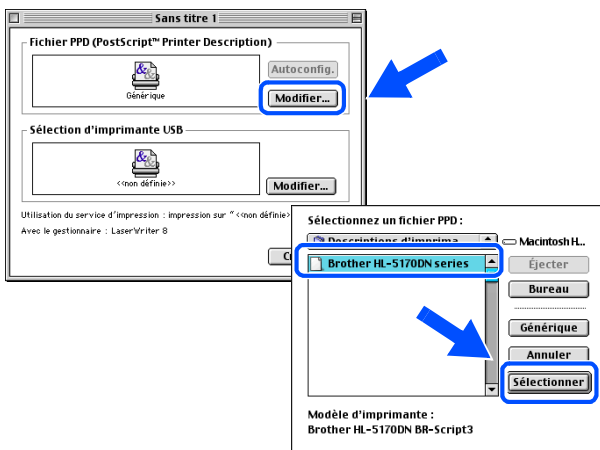 Sans titre 1
Fichier PPD (PostScript™ Printer Description)
Générique
Autoconfig.
Modifier...
Sélection d'imprimante USB
<<non définie>>
Modifier...
Utilisation du service d'impression : impression sur "<<non définie>
Avec le gestionnaire : LaserWriter 8
Sélectionnez un fichier PPD :
Descriptions d'imprima...
Macintosh H...
Brother HL-5170DN series
Éjecter
Bureau
Générique
Annuler
Sélectionner
Modèle d'imprimante :
Brother HL-5170DN BR-Script3